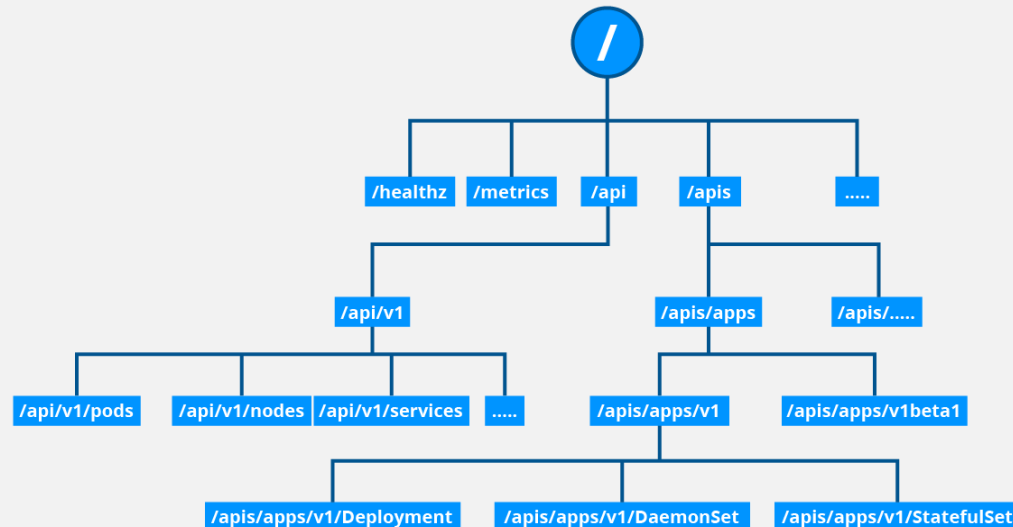 /
/healthz
/metrics
/api
/apis
.....
/api/v1
/apis/apps
/apis/.....
/api/v1/pods
/api/v1/nodes
/api/v1/services
.....
/apis/apps/v1
/apis/apps/v1beta1
/apis/apps/v1/Deployment
/apis/apps/v1/DaemonSet
/apis/apps/v1/StatefulSet